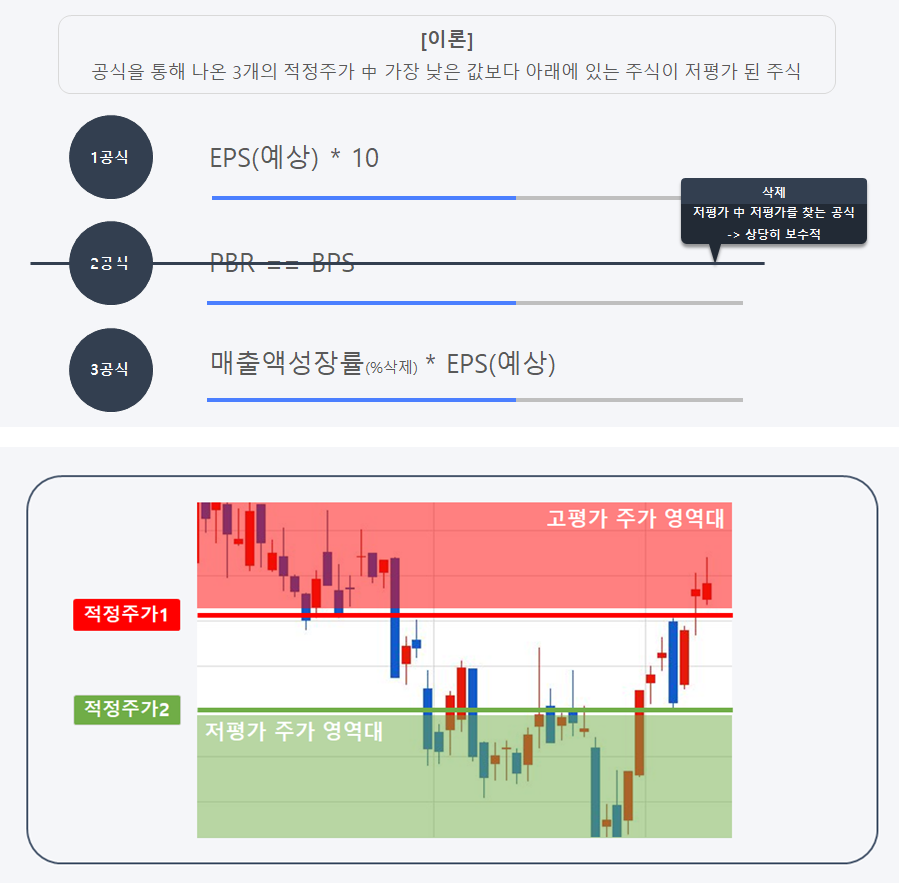 [이론]
공식을 통해 나온 3개의 적정주가 中 가장 낮은 값보다 아래에 있는 주식이 저평가 된 주식
1공식
EPS(예상) * 10
삭제
저평가 中 저평가를 찾는 공식
-> 상당히 보수적
2공식
PBR == BPS
3공식
매출액성장률(%삭제) * EPS(예상)
고평가 주가 영역대
적정주가1
적정주가2
저평가 주가 영역대